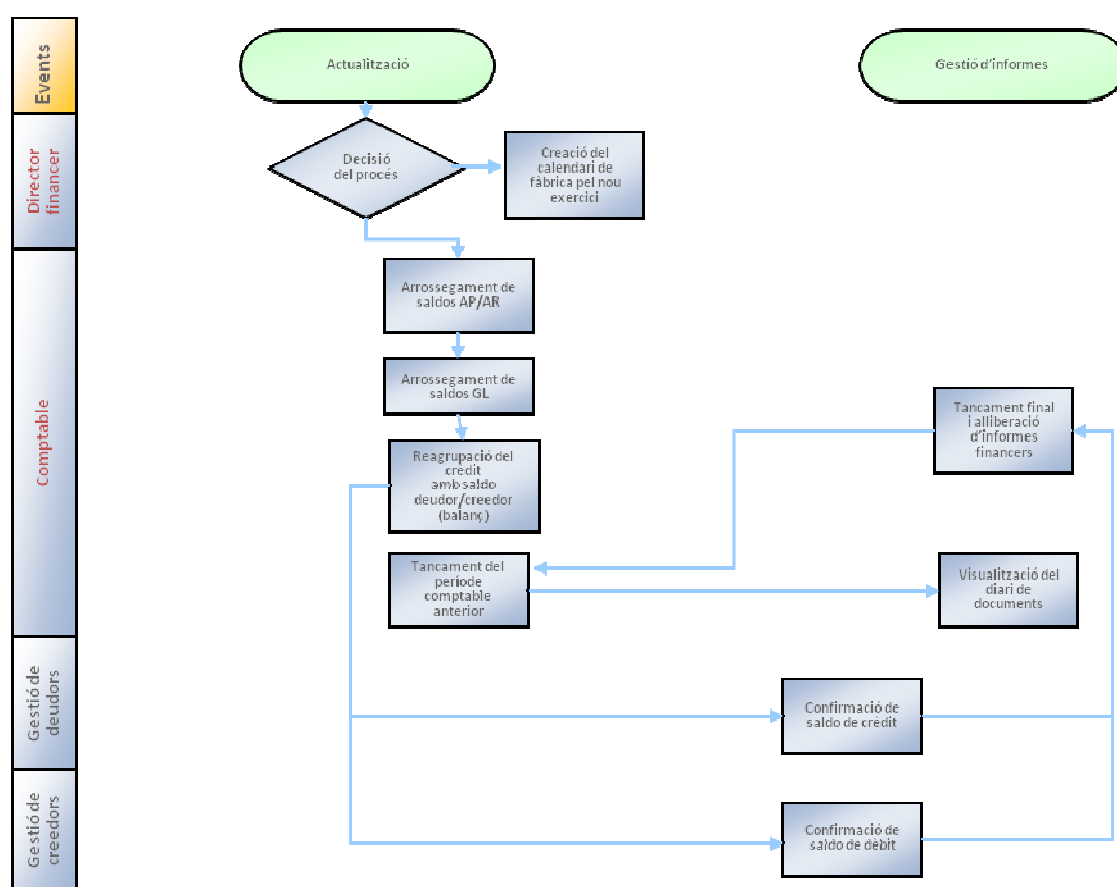 Events
Actualització
Gestió d'informes
Director
financer
Decisió
del procés
Creació del
calendari de
fàbrica pel nou
exercici
Comptable
Arrossegament de
saldos AP/AR
Arrossegament de
saldos GL
Reagrupació del
crèdit
amb saldo
deudor/creedor
(balanç)
Tancament final
i alliberació
d'informes
financers
Tancament del
període
comptable
anterior
Visualització del
diari de
documents
Gestió de
deudors
Confirmació de
saldo de crèdit
Gestió de
creedors
Confirmació de
saldo de dèbit